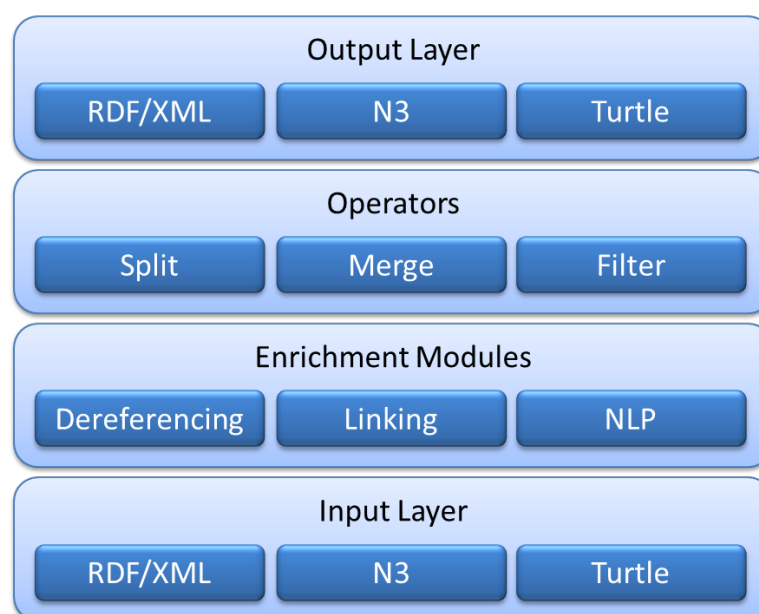 Output Layer
RDF/XML N3 Turtle
Operators
Split Merge Filter
Enrichment Modules
Dereferencing Linking NLP
Input Layer
RDF/XML N3 Turtle